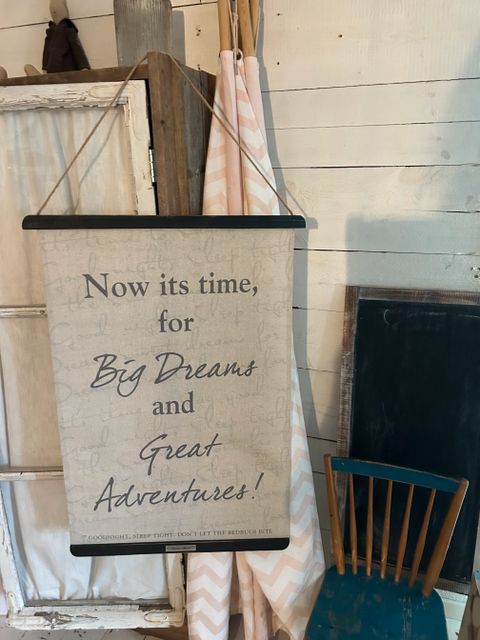 Now its time,
for
Big Dreams
and
Great
Adventures!
GOODNIGHT, SLEEP TIGHT, DON'T LET THE BEDBUGS BITE